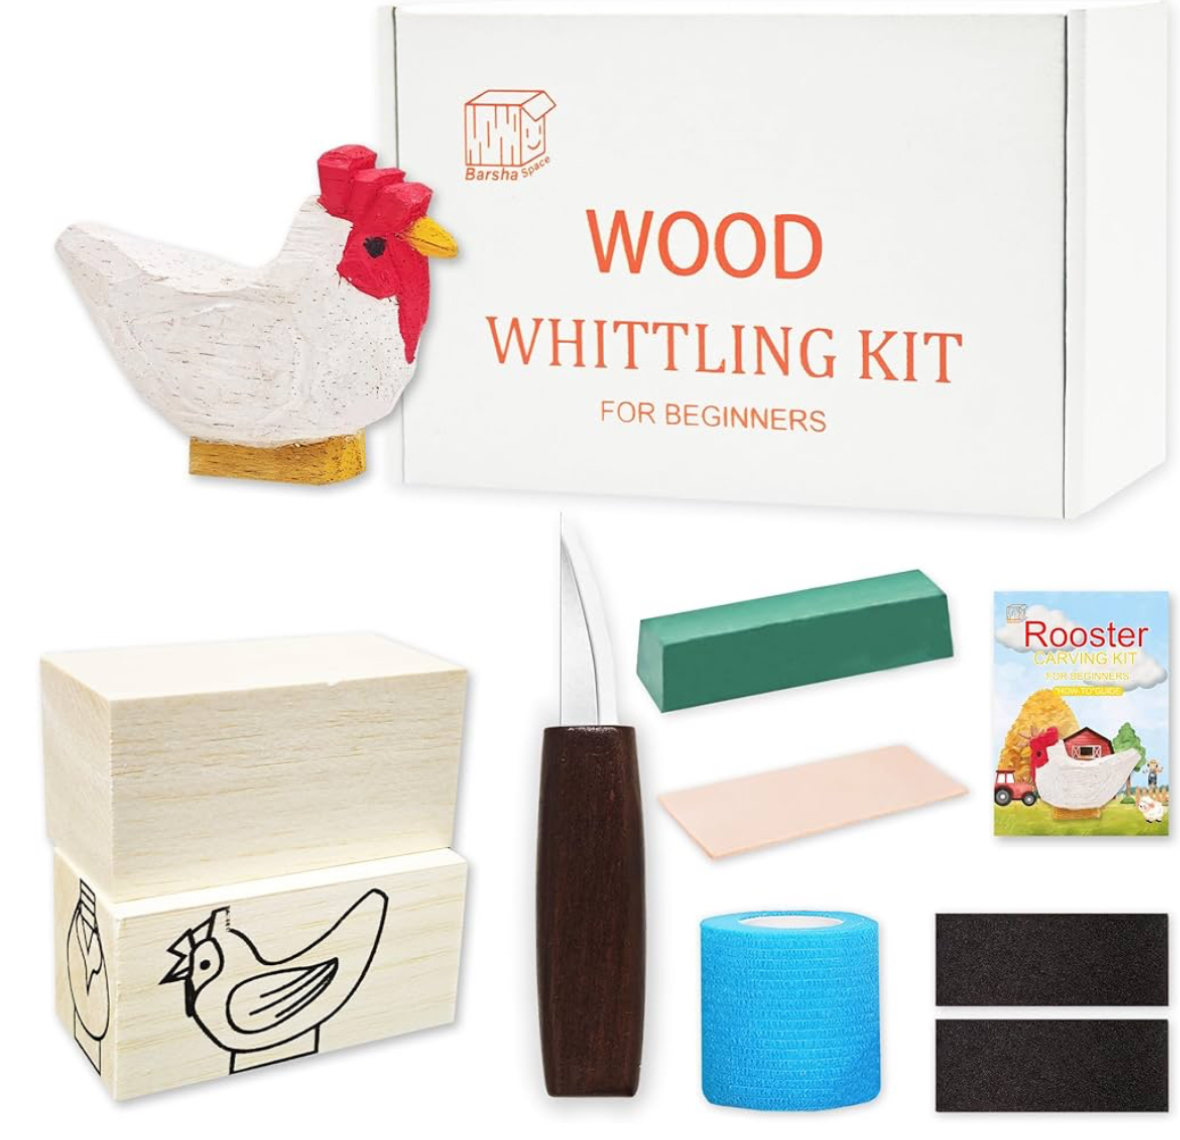 Barsha Space
WOOD
WHITTLING KIT
FOR BEGINNERS
Rooster
CARVING KIT
FOR BEGINNERS
"HOW-TO"GUIDE